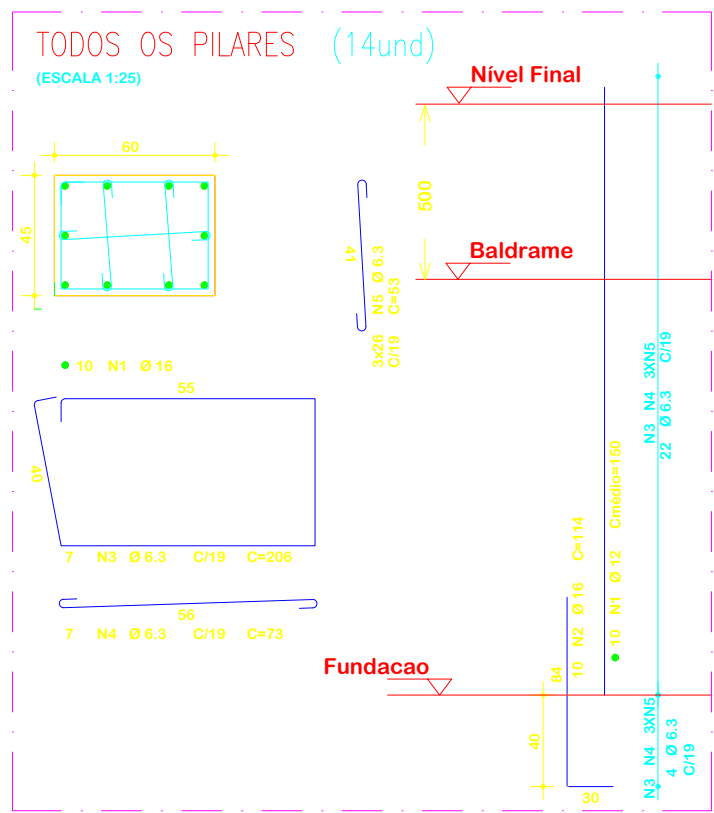 TODOS OS PILARES (14und)
(ESCALA 1:25)
Nível Final
60
45
500
Baldrame
41
N5 Ø 6.3
C=53
3x26
C/19
10 N1 Ø 16
55
40
7 N3 Ø 6.3 C/19 C=206
56
7 N4 Ø 6.3 C/19 C=73
N3 N4 3XN5
22 Ø 6.3 C/19
10 N1 Ø 12 Cmédio=150
10 N2 Ø 16 C=114
84
Fundacao
40
30
N3 N4 3XN5
4 Ø 6.3
C/19